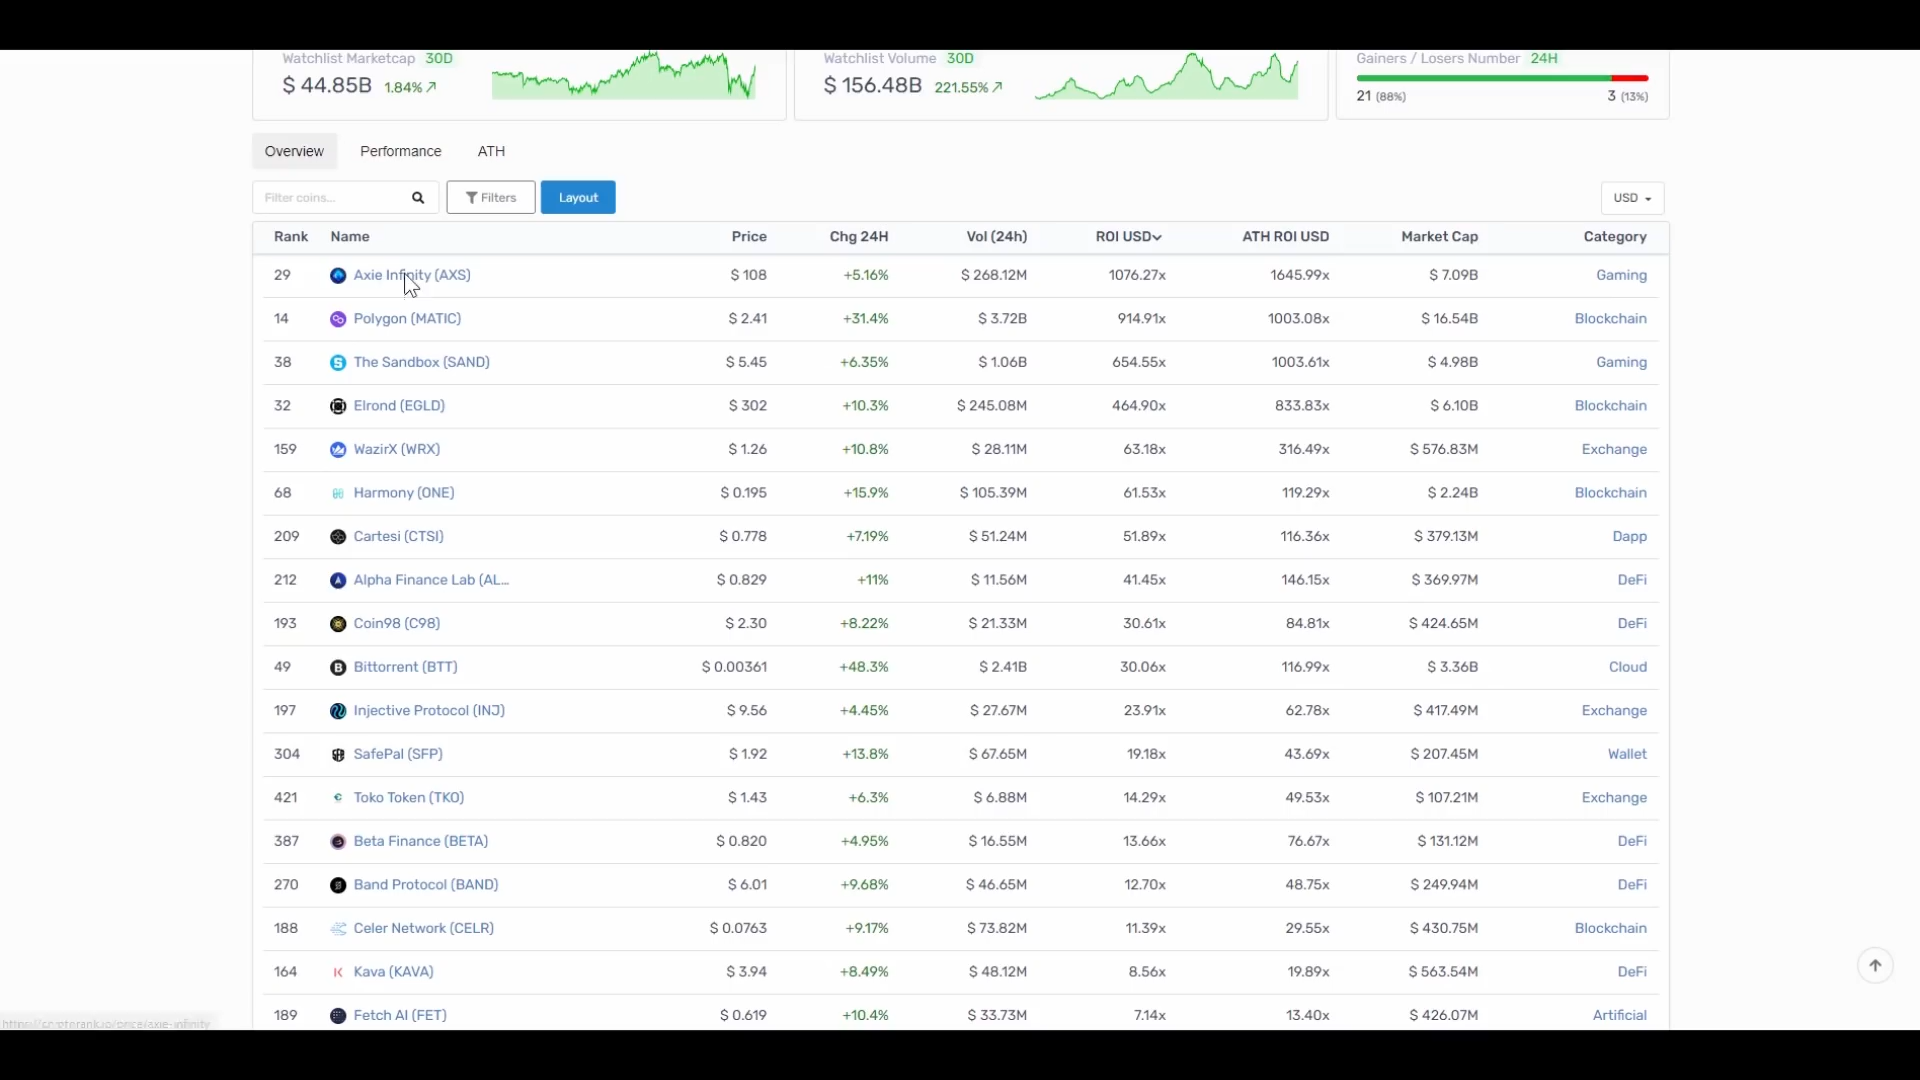 Watchlist Marketcap 30D
$ 44.85B 1.84%
Watchlist Volume 30D
$ 156.48B 221.55%
Gainers / Losers Number 24H
21 (88%) 3 (13%)
Overview Performance ATH
Filter coins... Filters Layout USD
Rank Name Price Chg 24H Vol (24h) ROI USD ATH ROI USD Market Cap Category
29 Axie Infinity (AXS) $ 108 +5.16% $ 268.12M 1076.27x 1645.99x $ 7.09B Gaming
14 Polygon (MATIC) $ 2.41 +31.4% $ 3.72B 914.91x 1003.08x $ 16.54B Blockchain
38 The Sandbox (SAND) $ 5.45 +6.35% $ 1.06B 654.55x 1003.61x $ 4.98B Gaming
32 Elrond (EGLD) $ 302 +10.3% $ 245.08M 464.90x 833.83x $ 6.10B Blockchain
159 WazirX (WRX) $ 1.26 +10.8% $ 28.11M 63.18x 316.49x $ 576.83M Exchange
68 Harmony (ONE) $ 0.195 +15.9% $ 105.39M 61.53x 119.29x $ 2.24B Blockchain
209 Cartesi (CTSI) $ 0.778 +7.19% $ 51.24M 51.89x 116.36x $ 379.13M Dapp
212 Alpha Finance Lab (AL... $ 0.829 +11% $ 11.56M 41.45x 146.15x $ 369.97M DeFi
193 Coin98 (C98) $ 2.30 +8.22% $ 21.33M 30.61x 84.81x $ 424.65M DeFi
49 Bittorrent (BTT) $ 0.00361 +48.3% $ 2.41B 30.06x 116.99x $ 3.36B Cloud
197 Injective Protocol (INJ) $ 9.56 +4.45% $ 27.67M 23.91x 62.78x $ 417.49M Exchange
304 SafePal (SFP) $ 1.92 +13.8% $ 67.65M 19.18x 43.69x $ 207.45M Wallet
421 Toko Token (TKO) $ 1.43 +6.3% $ 6.88M 14.29x 49.53x $ 107.21M Exchange
387 Beta Finance (BETA) $ 0.820 +4.95% $ 16.55M 13.66x 76.67x $ 131.12M DeFi
270 Band Protocol (BAND) $ 6.01 +9.68% $ 46.65M 12.70x 48.75x $ 249.94M DeFi
188 Celer Network (CELR) $ 0.0763 +9.17% $ 73.82M 11.39x 29.55x $ 430.75M Blockchain
164 Kava (KAVA) $ 3.94 +8.49% $ 48.12M 8.56x 19.89x $ 563.54M DeFi
189 Fetch AI (FET) $ 0.619 +10.4% $ 33.73M 7.14x 13.40x $ 426.07M Artificial
https://cryptorank.io/price/axie-infinity